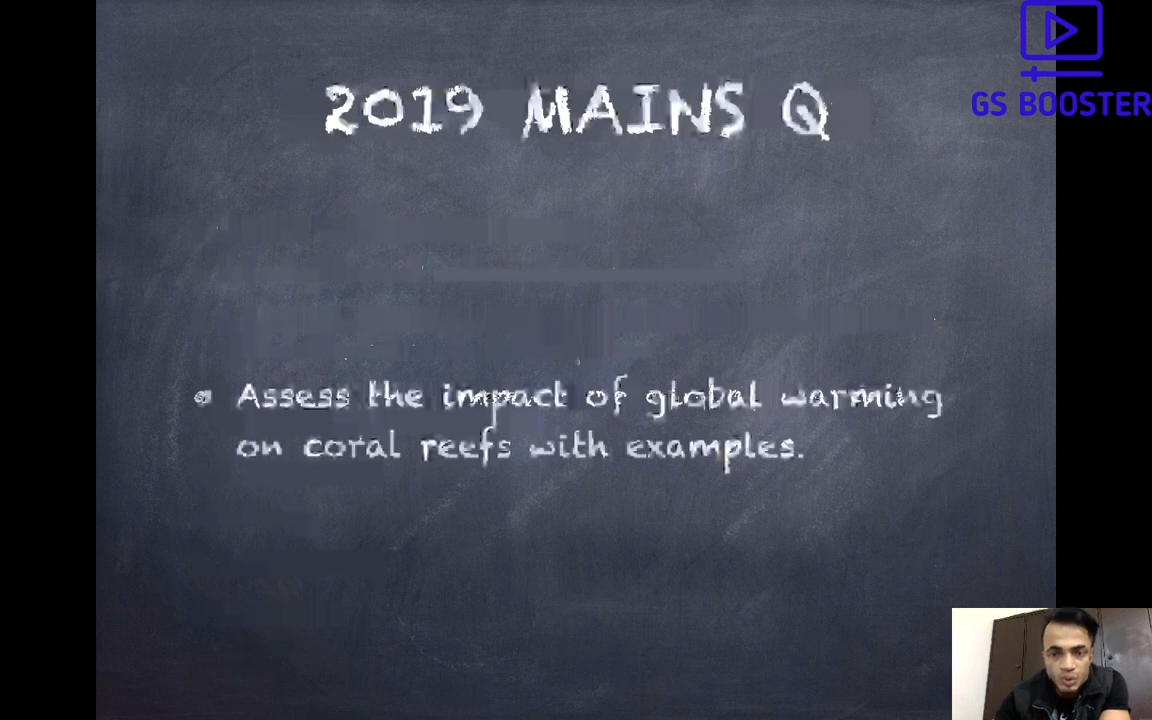 GS BOOSTER
2019 MAINS Q
Assess the impact of global warming
on coral reefs with examples.